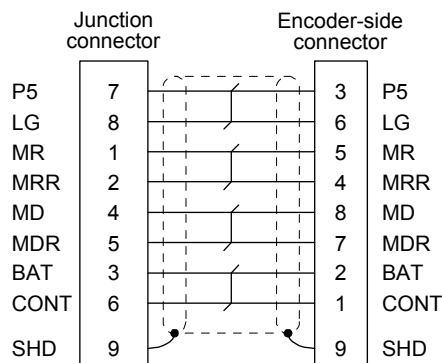 Junction connector
Encoder-side connector
P5 7 3 P5
LG 8 6 LG
MR 1 5 MR
MRR 2 4 MRR
MD 4 8 MD
MDR 5 7 MDR
BAT 3 2 BAT
CONT 6 1 CONT
SHD 9 9 SHD